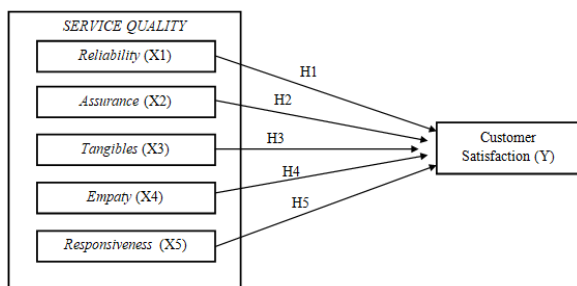 SERVICE QUALITY
Reliability (X1)
H1
Assurance (X2)
H2
Tangibles (X3)
H3
Customer
Satisfaction (Y)
Empaty (X4)
H4
Responsiveness (X5)
H5